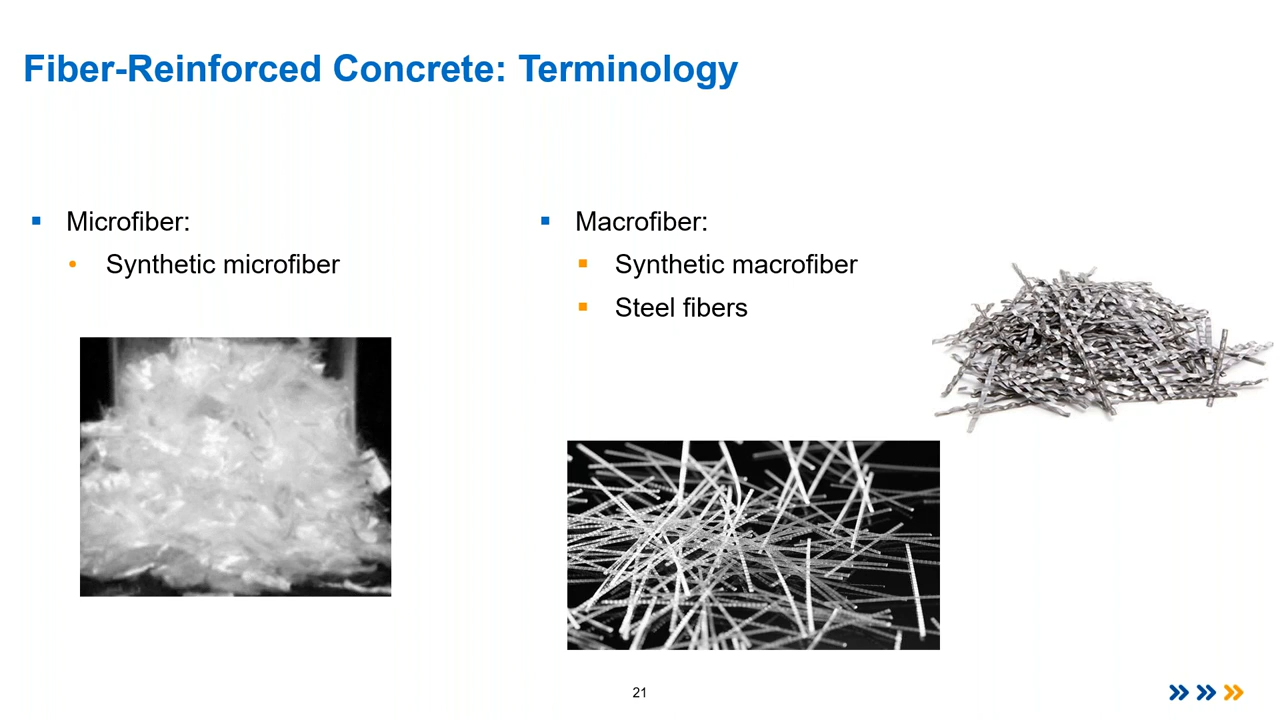 Fiber-Reinforced Concrete: Terminology
Microfiber:
Synthetic microfiber
Macrofiber:
Synthetic macrofiber
Steel fibers
21